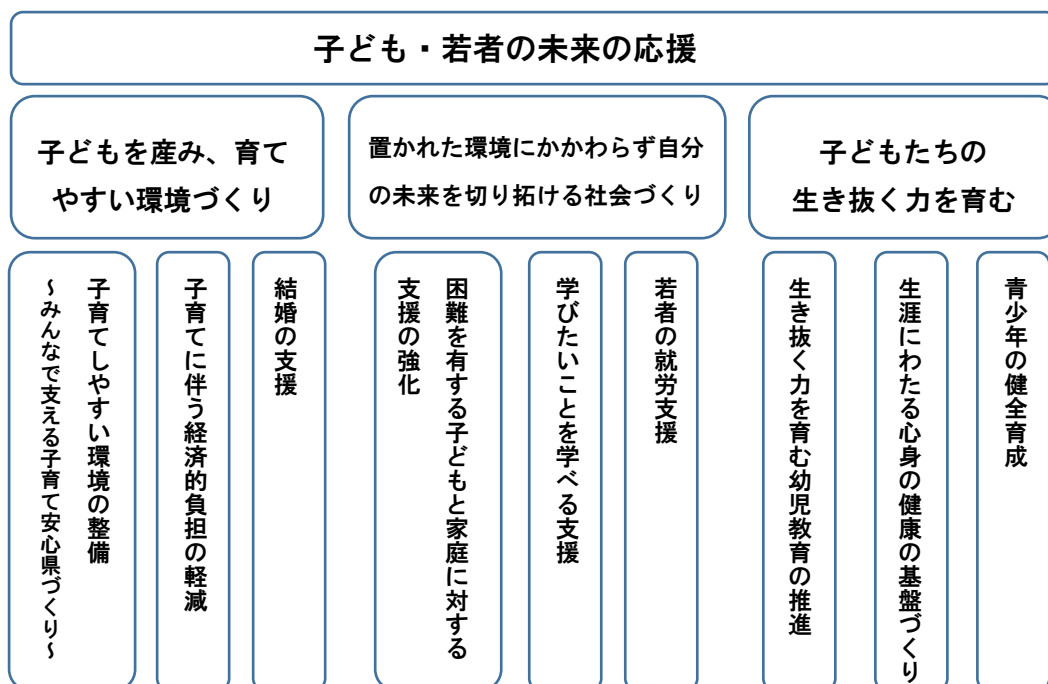 子ども・若者の未来の応援
子どもを産み、育て
やすい環境づくり
置かれた環境にかかわらず自分
の未来を切り拓ける社会づくり
子どもたちの
生き抜く力を育む
子育てしやすい環境の整備
～みんなで支える子育て安心県づくり～
子育てに伴う経済的負担の軽減
結婚の支援
困難を有する子どもと家庭に対する
支援の強化
学びたいことを学べる支援
若者の就労支援
生き抜く力を育む幼児教育の推進
生涯にわたる心身の健康の基盤づくり
青少年の健全育成